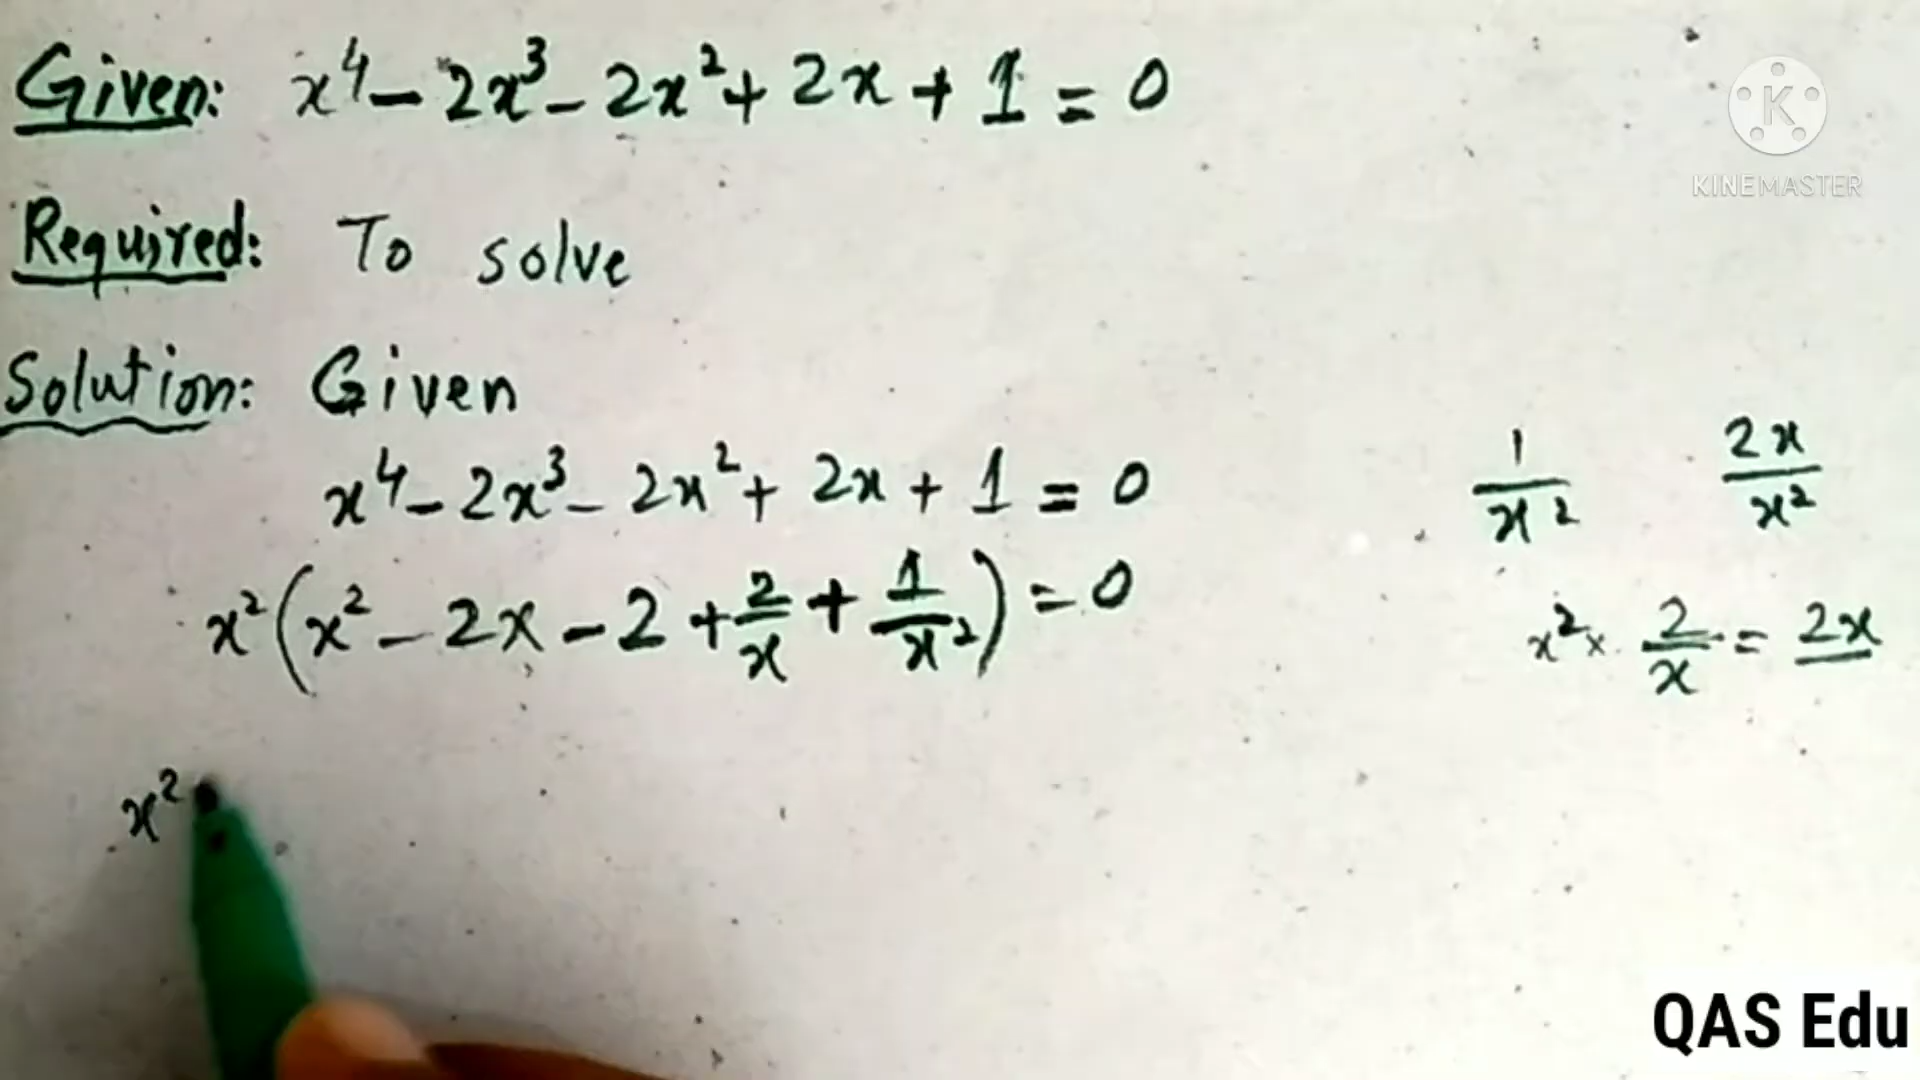 Given: x⁴ - 2x³ - 2x² + 2x + 1 = 0
KINEMASTER
Required: To solve
Solution: Given
x⁴ - 2x³ - 2x² + 2x + 1 = 0
1/x² 2x/x²
x²(x² - 2x - 2 + 2/x + 1/x²) = 0
x² × 2/x = 2x
x²
QAS Edu